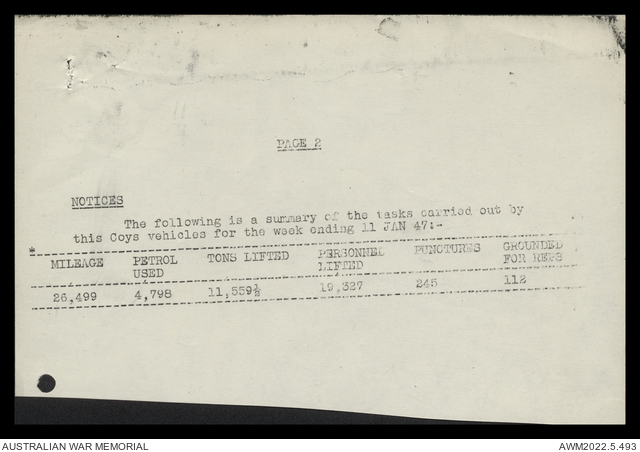 PAGE 2
NOTICES
The following is a summary of the tasks carried out by
this Coys vehicles for the week ending 11 JAN 47:-
MILEAGE PETROL USED TONS LIFTED PERSONNEL LIFTED PUNCTURES GROUNDED FOR REPS
26,499 4,798 11,559½ 19,327 245 112
AUSTRALIAN WAR MEMORIAL
AWM2022.5.493